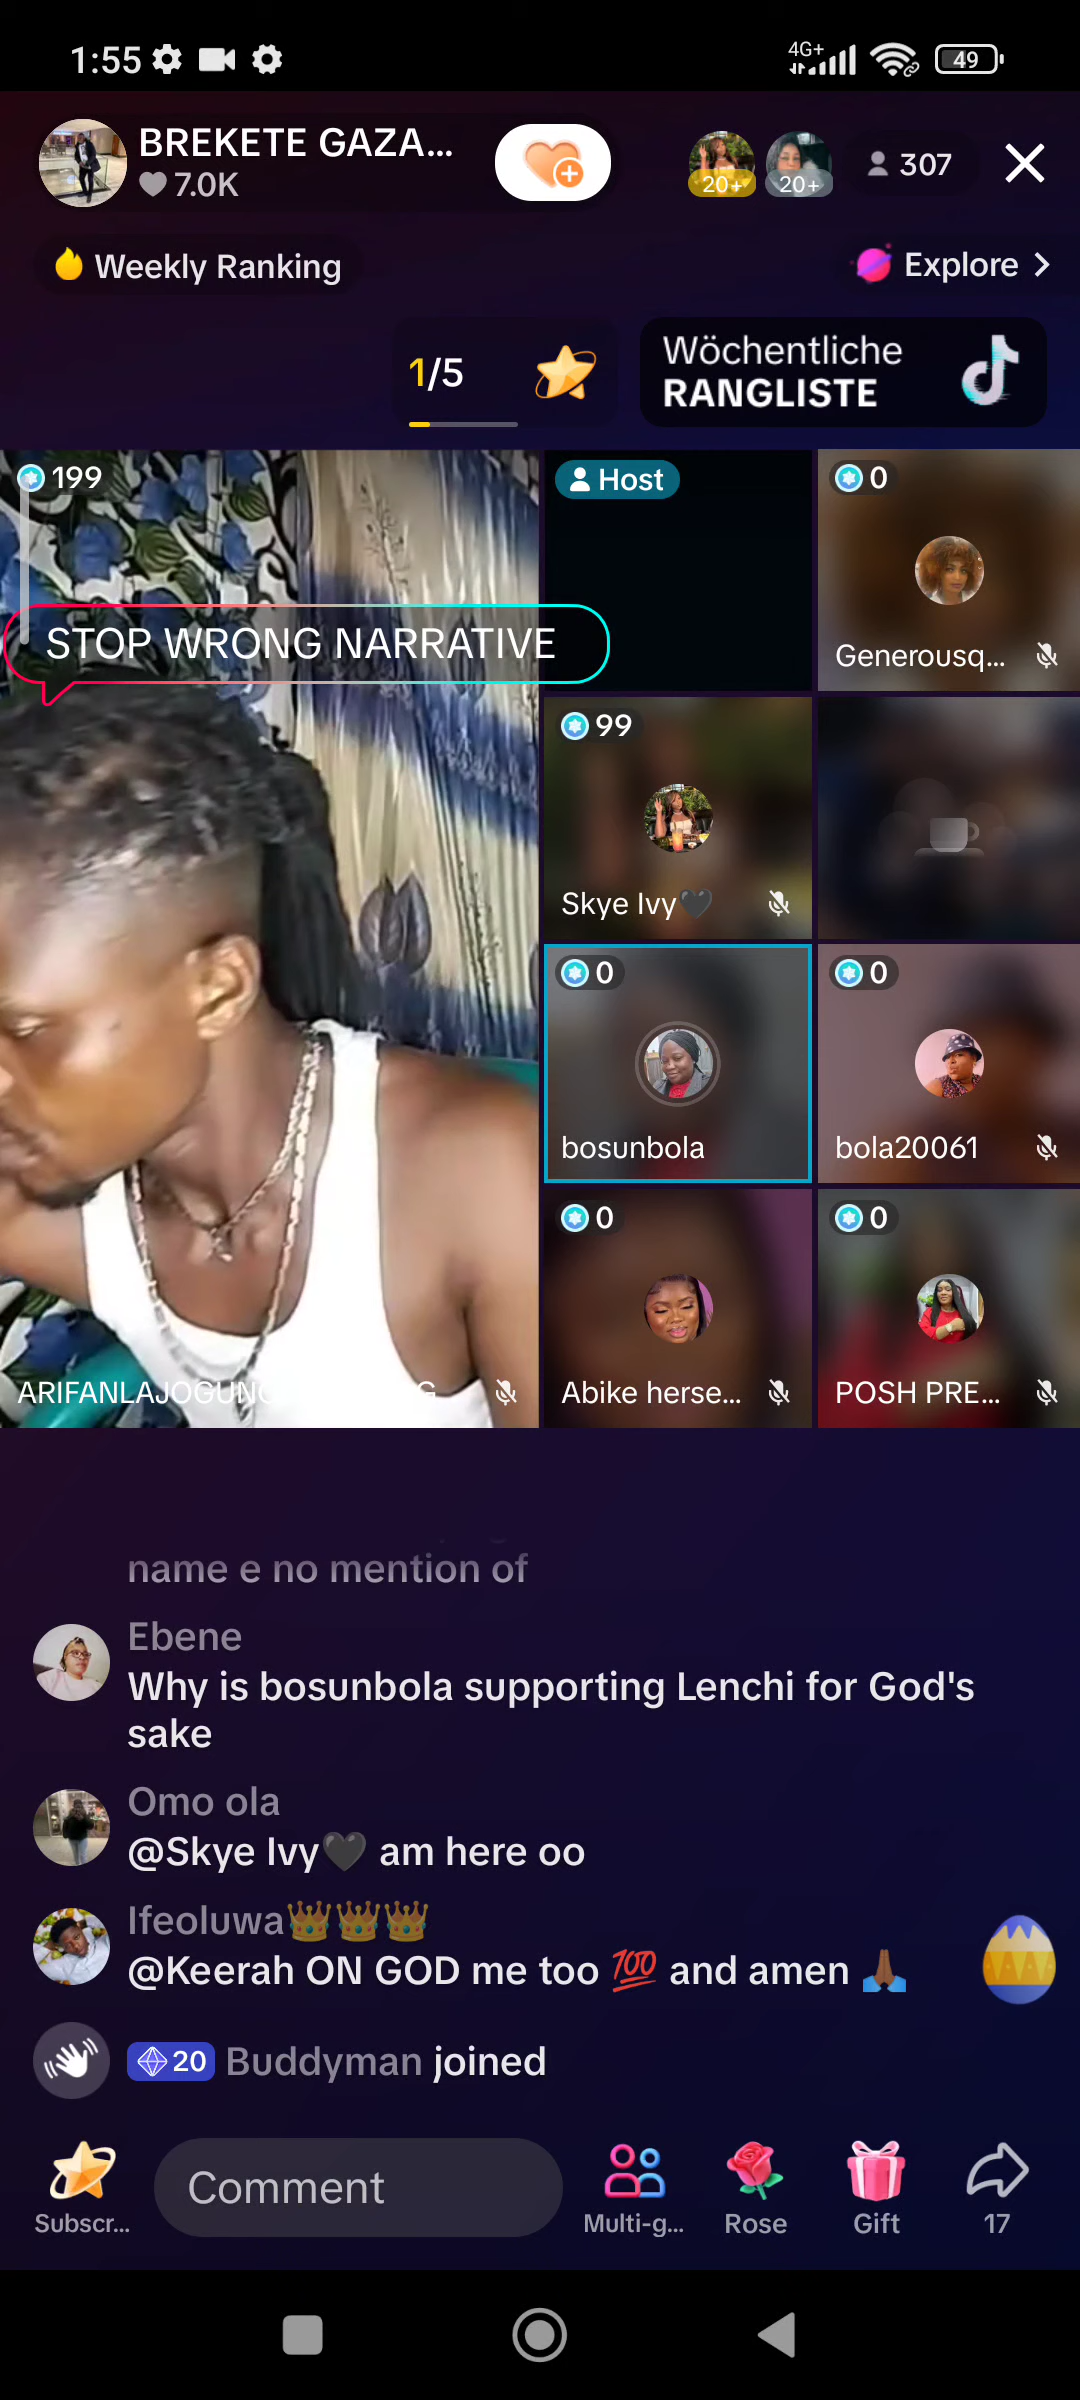 1:55
4G+
49
BREKETE GAZA...
7.0K
20+
20+
307
Weekly Ranking
Explore
1/5
Wöchentliche
RANGLISTE
199
Host
0
Generousq...
STOP WRONG NARRATIVE
99
Skye Ivy🖤
0
bosunbola
0
bola20061
ARIFANLAJOGUN
0
Abike herse...
0
POSH PRE...
name e no mention of
Ebene
Why is bosunbola supporting Lenchi for God's
sake
Omo ola
@Skye Ivy🖤 am here oo
Ifeoluwa👑👑👑
@Keerah ON GOD me too 💯 and amen 🙏🏾
20 Buddyman joined
Subscr...
Comment
Multi-g...
Rose
Gift
17